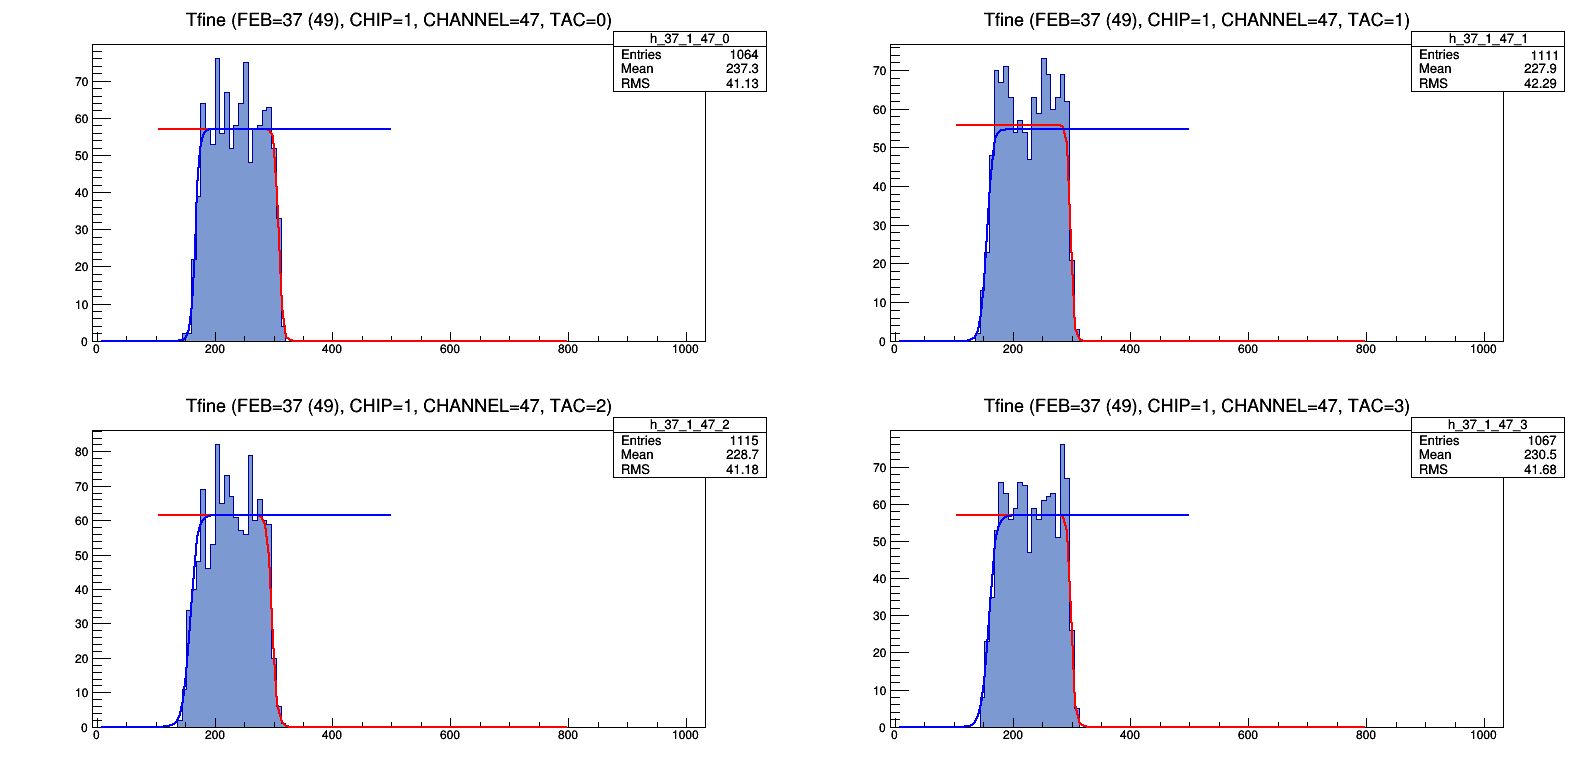 Tfine (FEB=37 (49), CHIP=1, CHANNEL=47, TAC=0)
h_37_1_47_0
Entries 1064
Mean 237.3
RMS 41.13
70
60
50
40
30
20
10
0
0 200 400 600 800 1000
Tfine (FEB=37 (49), CHIP=1, CHANNEL=47, TAC=1)
h_37_1_47_1
Entries 1111
Mean 227.9
RMS 42.29
70
60
50
40
30
20
10
0
0 200 400 600 800 1000
Tfine (FEB=37 (49), CHIP=1, CHANNEL=47, TAC=2)
h_37_1_47_2
Entries 1115
Mean 228.7
RMS 41.18
80
70
60
50
40
30
20
10
0
0 200 400 600 800 1000
Tfine (FEB=37 (49), CHIP=1, CHANNEL=47, TAC=3)
h_37_1_47_3
Entries 1067
Mean 230.5
RMS 41.68
70
60
50
40
30
20
10
0
0 200 400 600 800 1000